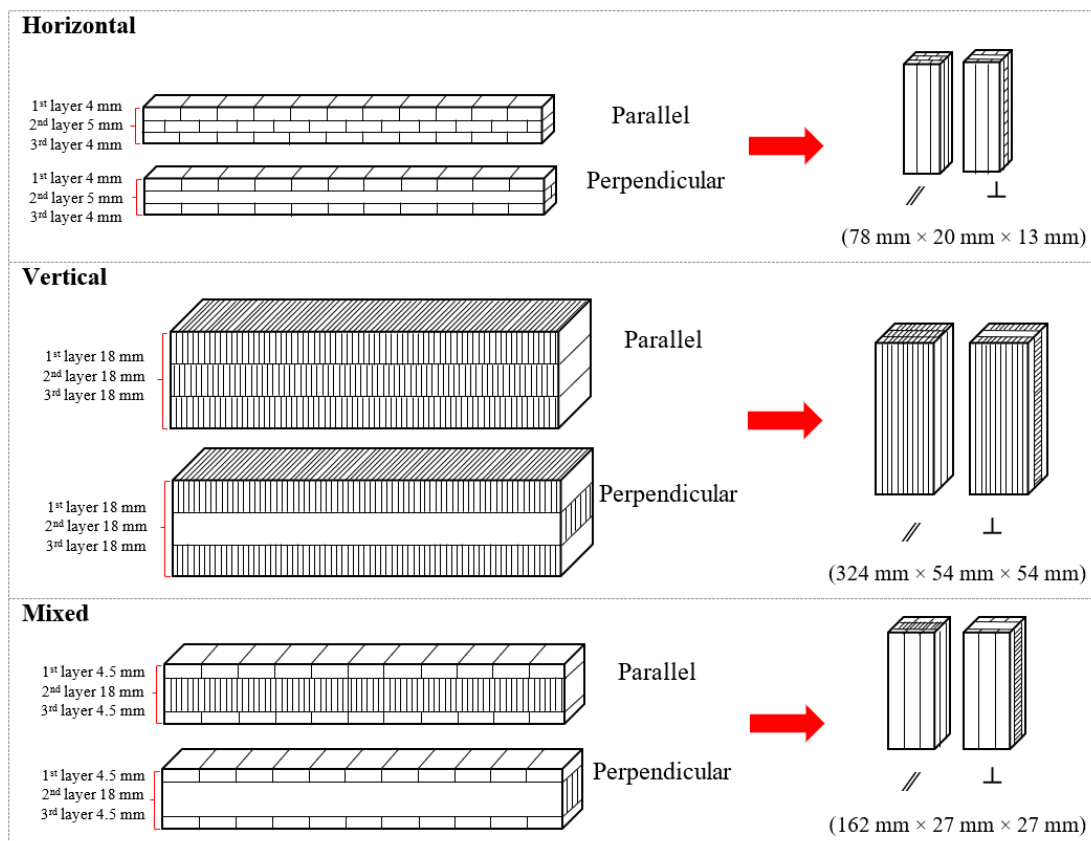 Horizontal
1st layer 4 mm
2nd layer 5 mm
3rd layer 4 mm
Parallel
1st layer 4 mm
2nd layer 5 mm
3rd layer 4 mm
Perpendicular
⫽ ⊥
(78 mm × 20 mm × 13 mm)
Vertical
1st layer 18 mm
2nd layer 18 mm
3rd layer 18 mm
Parallel
1st layer 18 mm
2nd layer 18 mm
3rd layer 18 mm
Perpendicular
⫽ ⊥
(324 mm × 54 mm × 54 mm)
Mixed
1st layer 4.5 mm
2nd layer 18 mm
3rd layer 4.5 mm
Parallel
1st layer 4.5 mm
2nd layer 18 mm
3rd layer 4.5 mm
Perpendicular
⫽ ⊥
(162 mm × 27 mm × 27 mm)